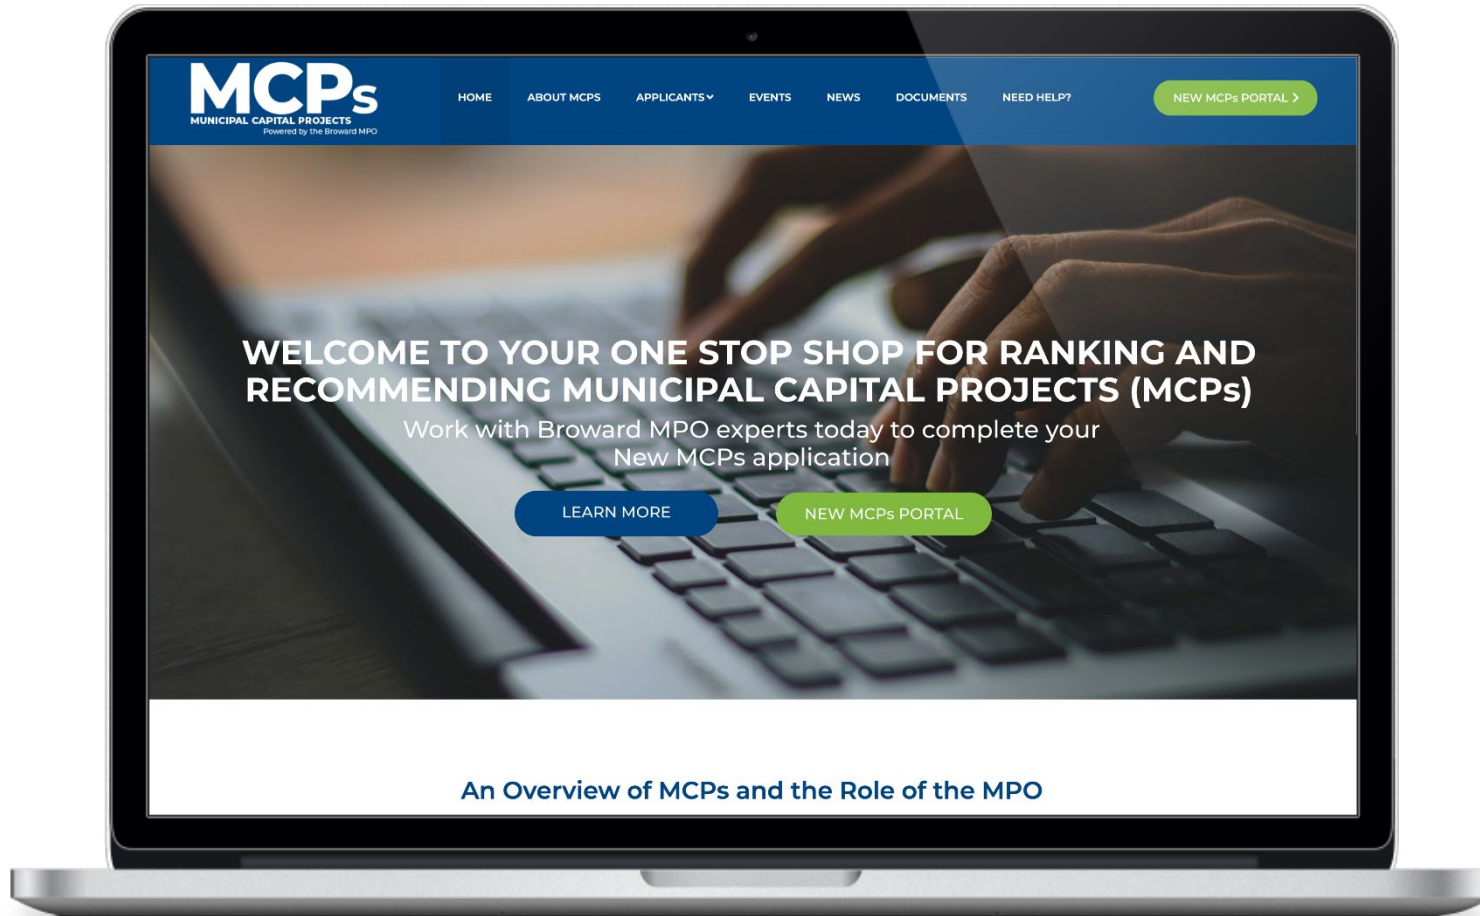 MCPs
MUNICIPAL CAPITAL PROJECTS
Powered by the Broward MPO
HOME ABOUT MCPS APPLICANTS EVENTS NEWS DOCUMENTS NEED HELP?
NEW MCPs PORTAL >
WELCOME TO YOUR ONE STOP SHOP FOR RANKING AND
RECOMMENDING MUNICIPAL CAPITAL PROJECTS (MCPs)
Work with Broward MPO experts today to complete your
New MCPs application
LEARN MORE NEW MCPs PORTAL
An Overview of MCPs and the Role of the MPO